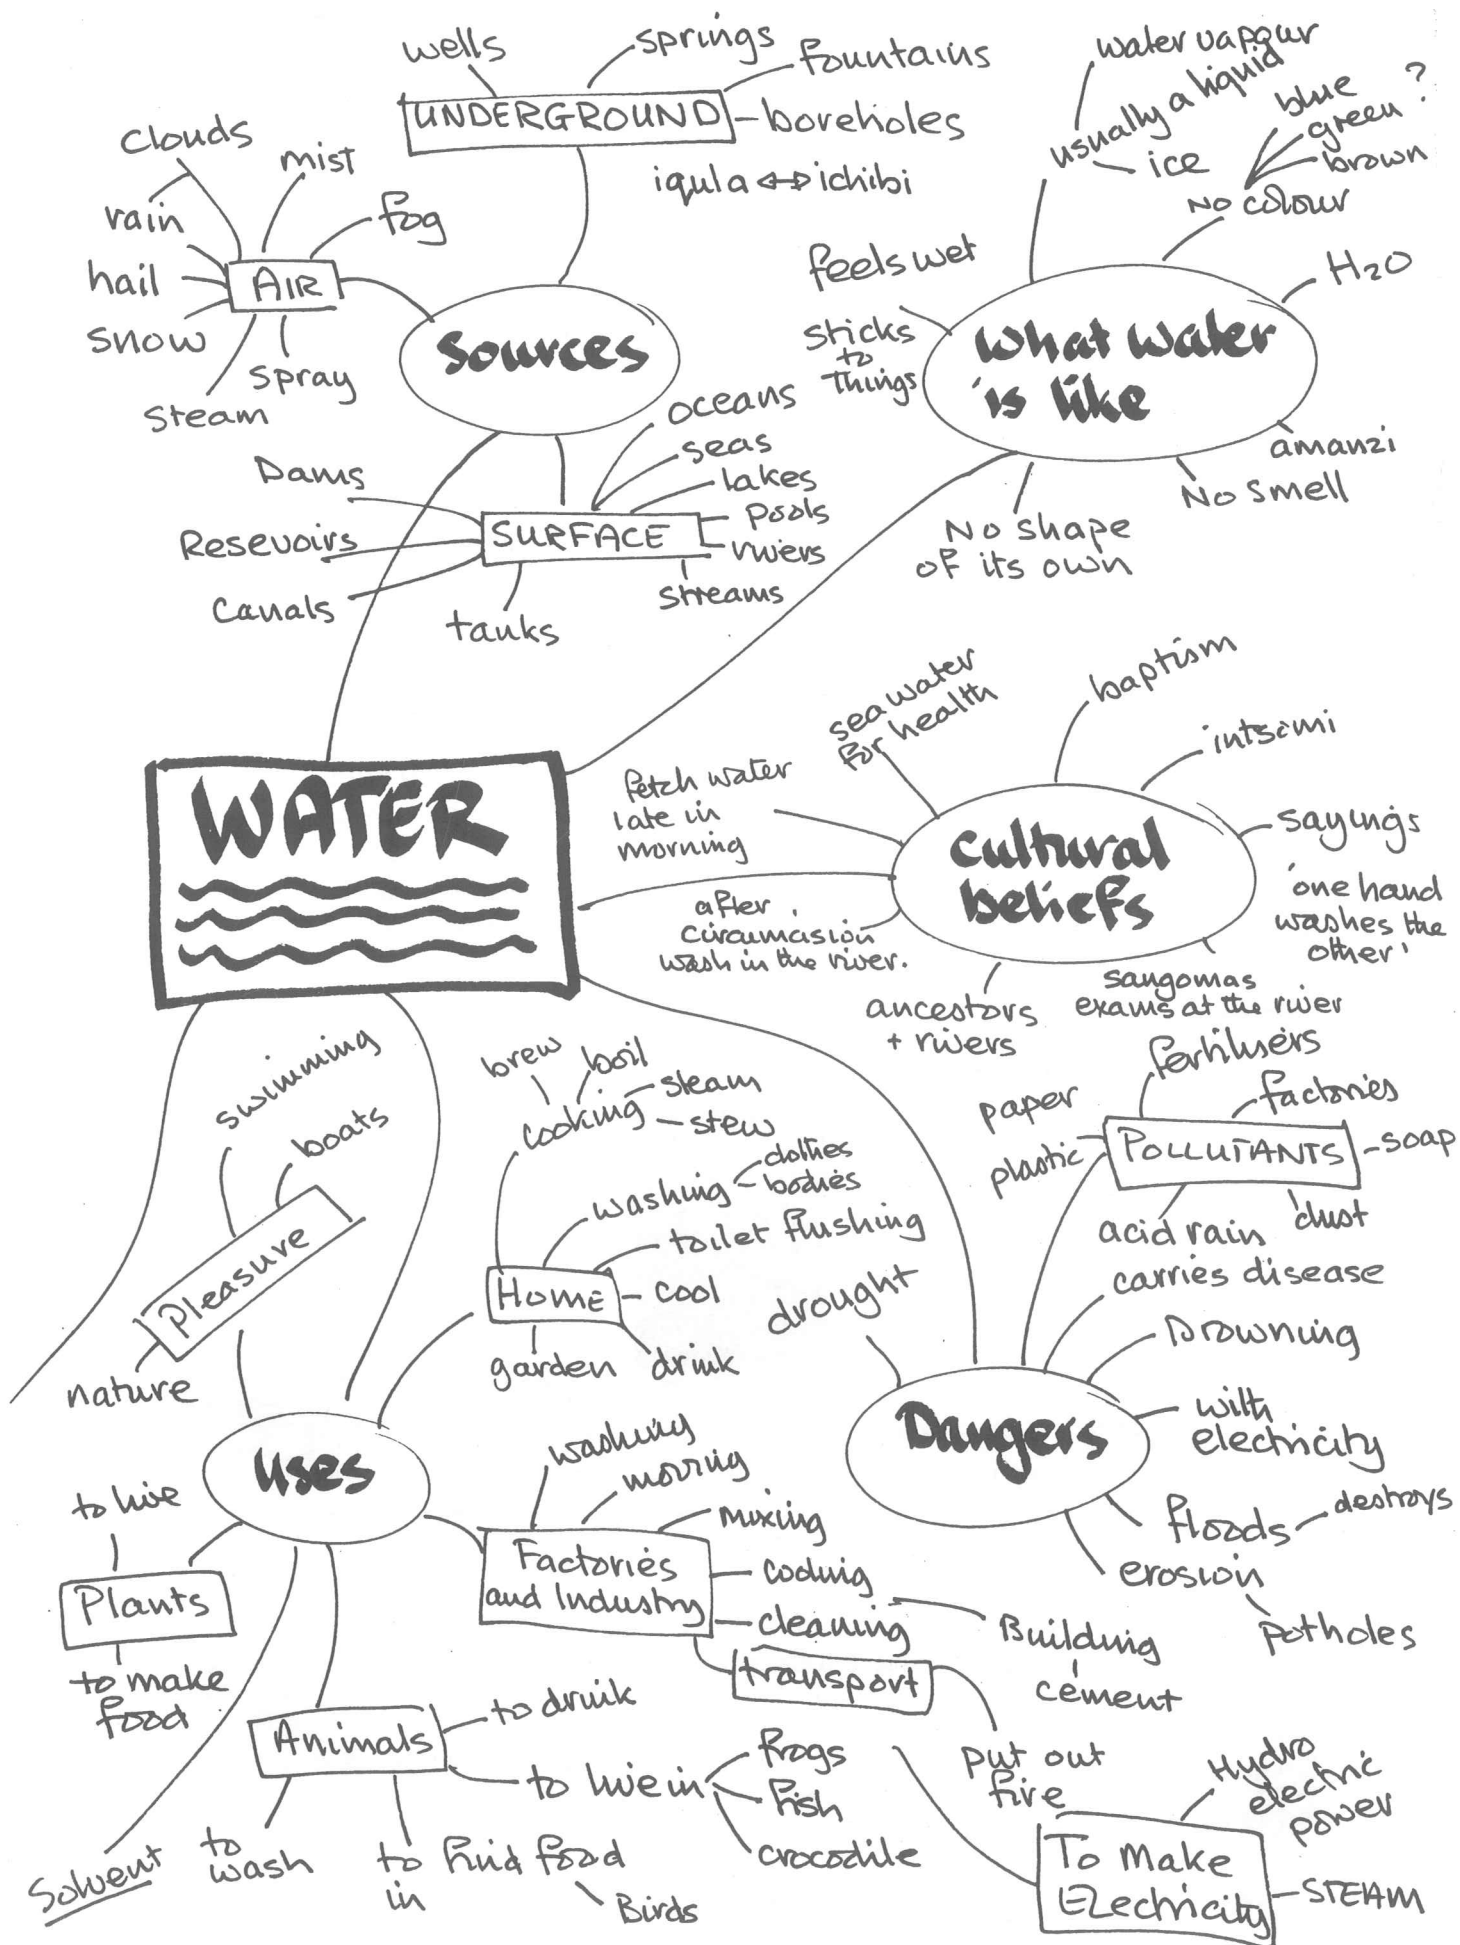 wells
springs
fountains
UNDERGROUND
boreholes
iqula ↔ ichibi
clouds
mist
rain
fog
hail
AIR
snow
spray
steam
Sources
oceans
seas
lakes
pools
rivers
streams
SURFACE
Dams
Resevoirs
Canals
tanks
water vapour
usually a liquid
ice
blue
green ?
brown
No colour
H2O
feels wet
sticks
to
things
What water
is like
amanzi
No smell
No shape
of its own
WATER
sea water
for health
baptism
intsomi
fetch water
late in
morning
Cultural
beliefs
sayings
'one hand
washes the
other'
after
circumcision
wash in the river.
ancestors
+ rivers
sangomas
exams at the river
swimming
boats
Pleasure
nature
brew
boil
steam
cooking
stew
washing
clothes
bodies
toilet flushing
HOME
cool
garden
drink
fertilisers
paper
factories
plastic
POLLUTANTS
soap
acid rain
dust
carries disease
drought
Drowning
Dangers
with
electricity
floods
destroys
erosion
potholes
uses
to live
Plants
to make
food
washing
moving
mixing
Factories
and Industry
cooling
cleaning
Building
cement
transport
put out
fire
Animals
to drink
to live in
frogs
fish
crocodile
to
wash
to find food
in
Birds
Solvent
Hydro
electric
power
To Make
Electricity
STEAM